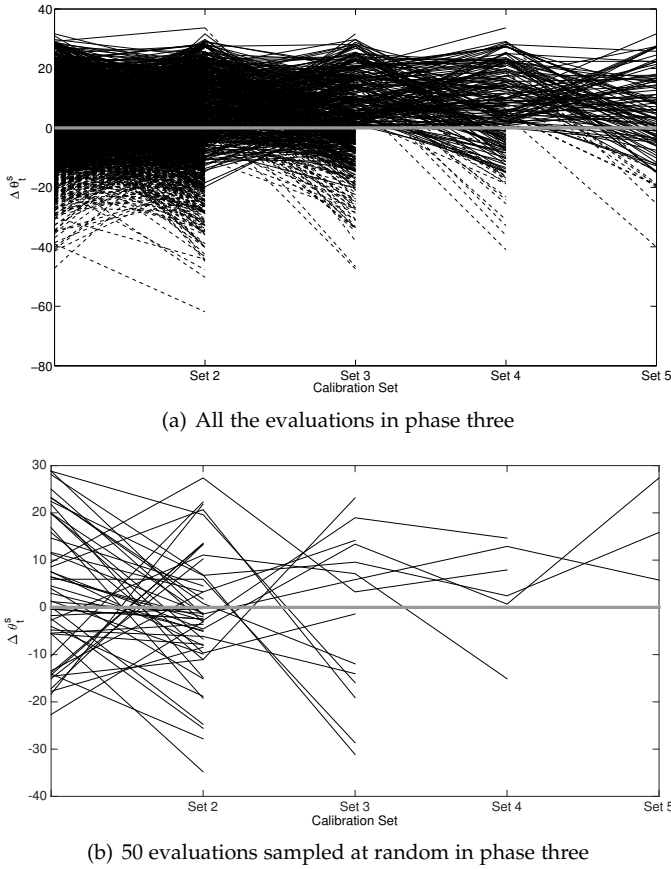 40
20
0
−20
−40
−60
−80
Δ θ_t^s
Set 2
Set 3
Set 4
Set 5
Calibration Set
(a) All the evaluations in phase three
30
20
10
0
-10
-20
-30
-40
Δ θ_t^s
Set 2
Set 3
Set 4
Set 5
Calibration Set
(b) 50 evaluations sampled at random in phase three